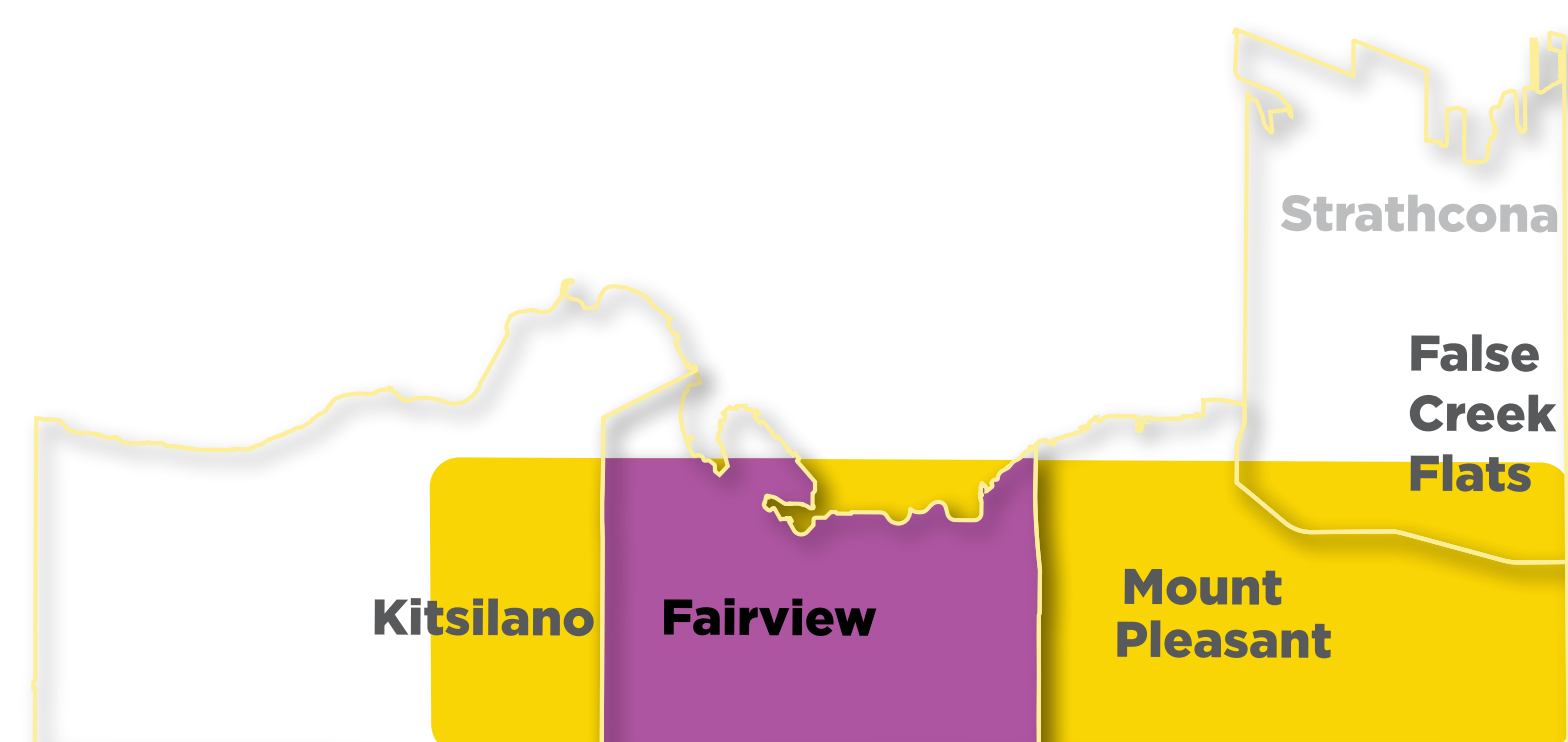 Strathcona
False
Creek
Flats
Kitsilano
Fairview
Mount
Pleasant